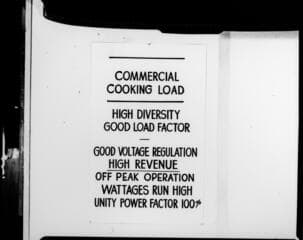 COMMERCIAL
COOKING LOAD
HIGH DIVERSITY
GOOD LOAD FACTOR
GOOD VOLTAGE REGULATION
HIGH REVENUE
OFF PEAK OPERATION
WATTAGES RUN HIGH
UNITY POWER FACTOR 100%